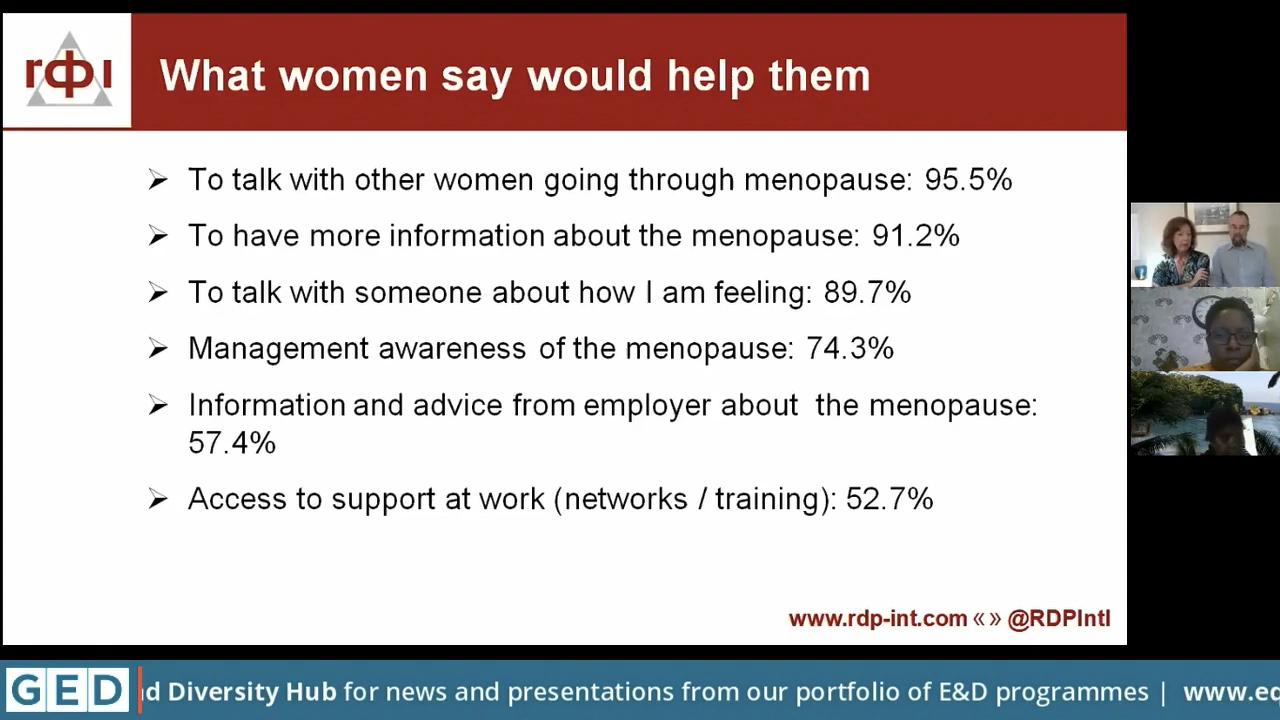 rφı
What women say would help them
➢ To talk with other women going through menopause: 95.5%
➢ To have more information about the menopause: 91.2%
➢ To talk with someone about how I am feeling: 89.7%
➢ Management awareness of the menopause: 74.3%
➢ Information and advice from employer about the menopause:
57.4%
➢ Access to support at work (networks / training): 52.7%
www.rdp-int.com «» @RDPIntl
GED
d Diversity Hub for news and presentations from our portfolio of E&D programmes | www.ed